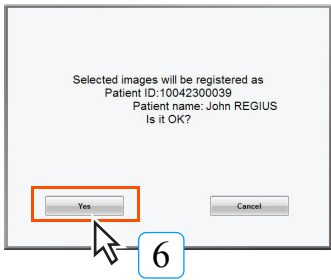 Selected images will be registered as
Patient ID:10042300039
Patient name: John REGIUS
Is it OK?
Yes
Cancel
6